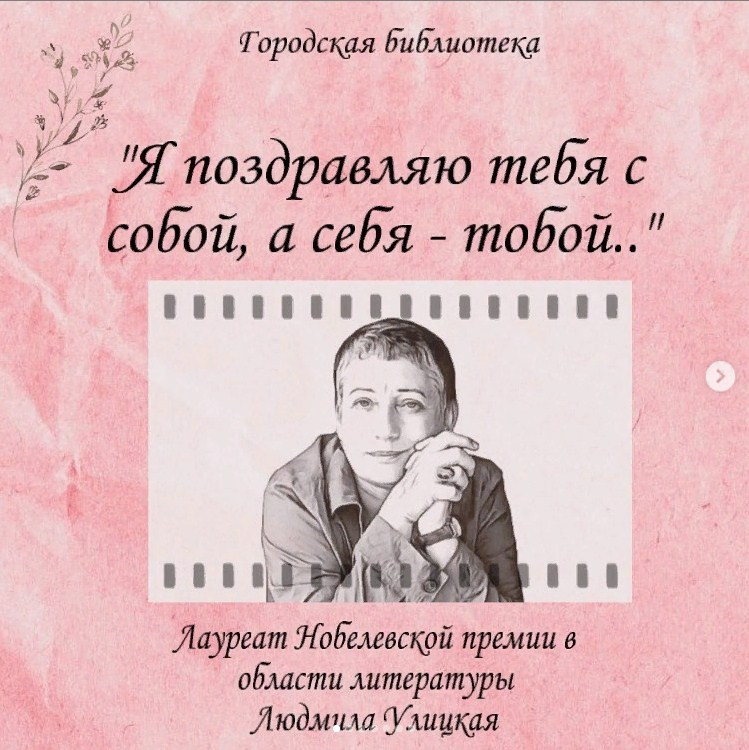 Городская библиотека
"Я поздравляю тебя с
собой, а себя - тобой.."
Лауреат Нобелевской премии в
области литературы
Людмила Улицкая